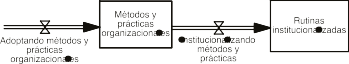 Adoptando métodos y
prácticas
organizacionales
Métodos y
prácticas
organizacionales
Institucionalizando
métodos y
prácticas
Rutinas
institucionalizadas